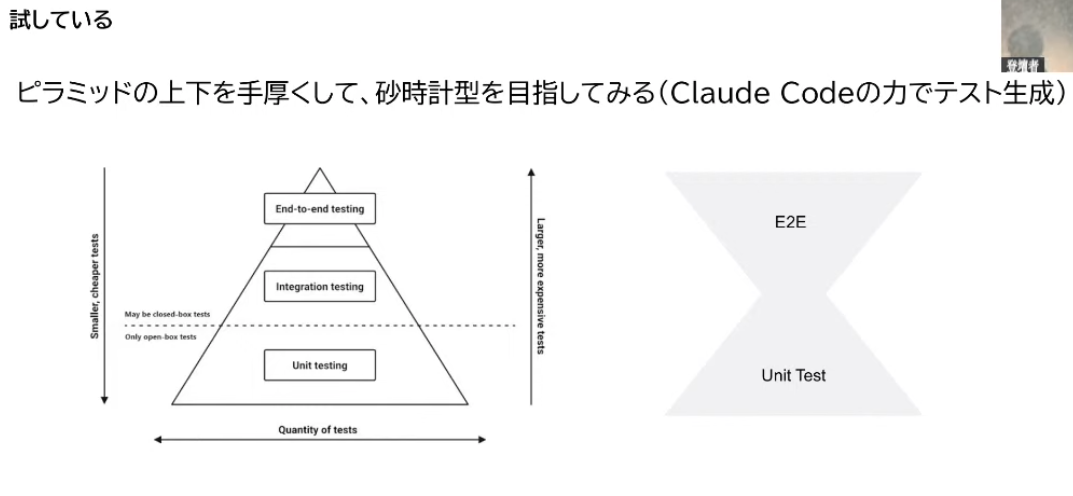 試している
登壇者
ピラミッドの上下を手厚くして、砂時計型を目指してみる(Claude Codeの力でテスト生成)
End-to-end testing
Integration testing
Unit testing
Smaller, cheaper tests
May be closed-box tests
Only open-box tests
Larger, more expensive tests
Quantity of tests
E2E
Unit Test